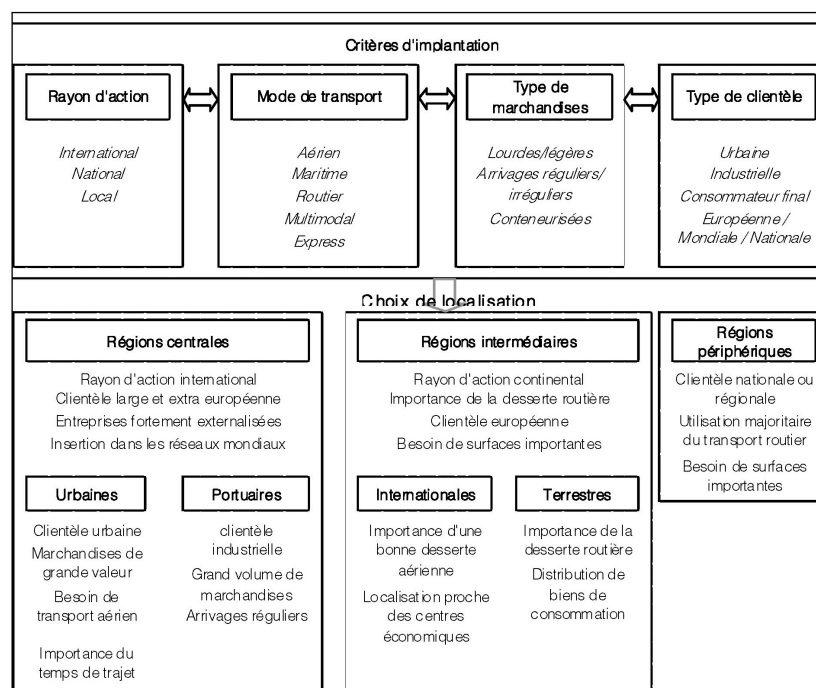 Critères d'implantation
Rayon d'action
International
National
Local
Mode de transport
Aérien
Maritime
Routier
Multimodal
Express
Type de
marchandises
Lourdes/légères
Arrivages réguliers/
irréguliers
Conteneurisées
Type de clientèle
Urbaine
Industrielle
Consommateur final
Européenne /
Mondiale / Nationale
Choix de localisation
Régions centrales
Rayon d'action international
Clientèle large et extra européenne
Entreprises fortement externalisées
Insertion dans les réseaux mondiaux
Urbaines
Clientèle urbaine
Marchandises de
grande valeur
Besoin de
transport aérien
Importance du
temps de trajet
Portuaires
clientèle
industrielle
Grand volume de
marchandises
Arrivages réguliers
Régions intermédiaires
Rayon d'action continental
Importance de la desserte routière
Clientèle européenne
Besoin de surfaces importantes
Internationales
Importance d'une
bonne desserte
aérienne
Localisation proche
des centres
économiques
Terrestres
Importance de la
desserte routière
Distribution de
biens de
consommation
Régions
périphériques
Clientèle nationale ou
régionale
Utilisation majoritaire
du transport routier
Besoin de surfaces
importantes